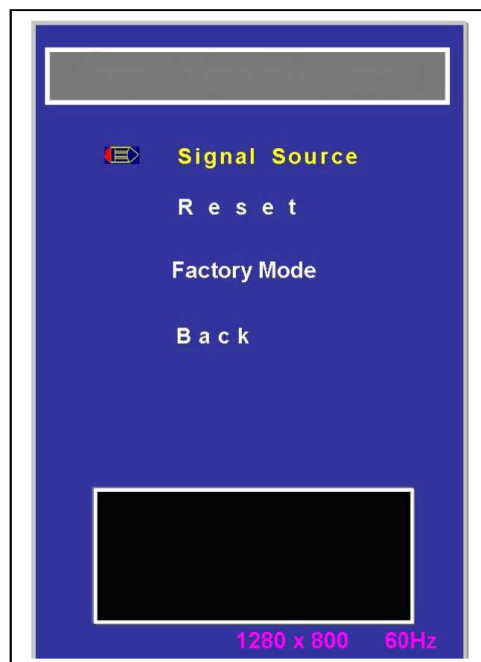 Signal Source
Reset
Factory Mode
Back
1280 x 800 60Hz